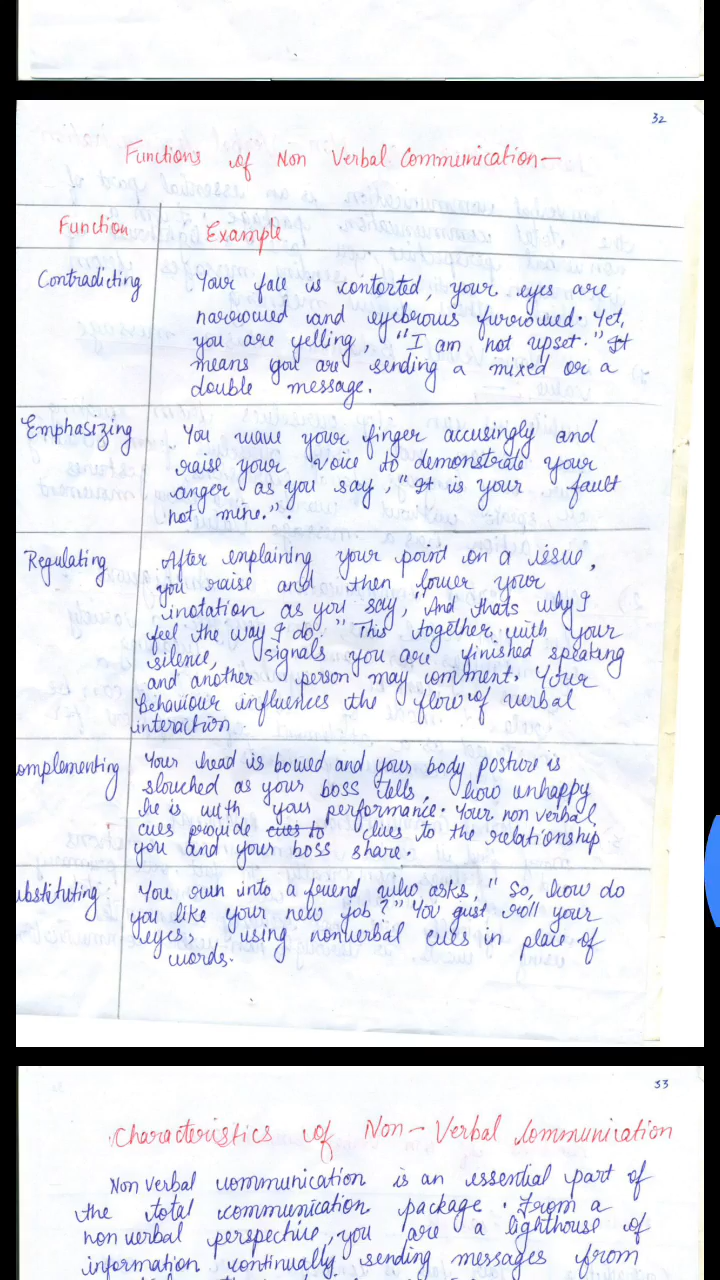 32
Functions of Non Verbal Communication—
Function Example
Contradicting
Your face is contorted, your eyes are
narrowed and eyebrows furrowed. Yet,
you are yelling, "I am not upset." It
means you are sending a mixed or a
double message.
Emphasizing
You wave your finger accusingly and
raise your voice to demonstrate your
anger as you say, "It is your fault
not mine."
Regulating
After explaining your point on a issue,
you raise and then lower your
inotation as you say, "And thats why I
feel the way I do." This together with your
silence, signals you are finished speaking
and another person may comment. Your
Behaviour influences the flow of verbal
interaction
omplementing
Your head is bowed and your body posture is
slouched as your boss tells, how unhappy
he is with your performance. Your non verbal
cues provide cues to clues to the relationship
you and your boss share.
ubstituting:
You run into a friend who asks, "So, how do
you like your new job?" You just roll your
eyes, using nonverbal cues in place of
words.
33
Characteristics of Non-Verbal Communication
Non verbal communication is an essential part of
the total communication package. From a
non verbal perspective, you are a lighthouse of
information continually sending messages from